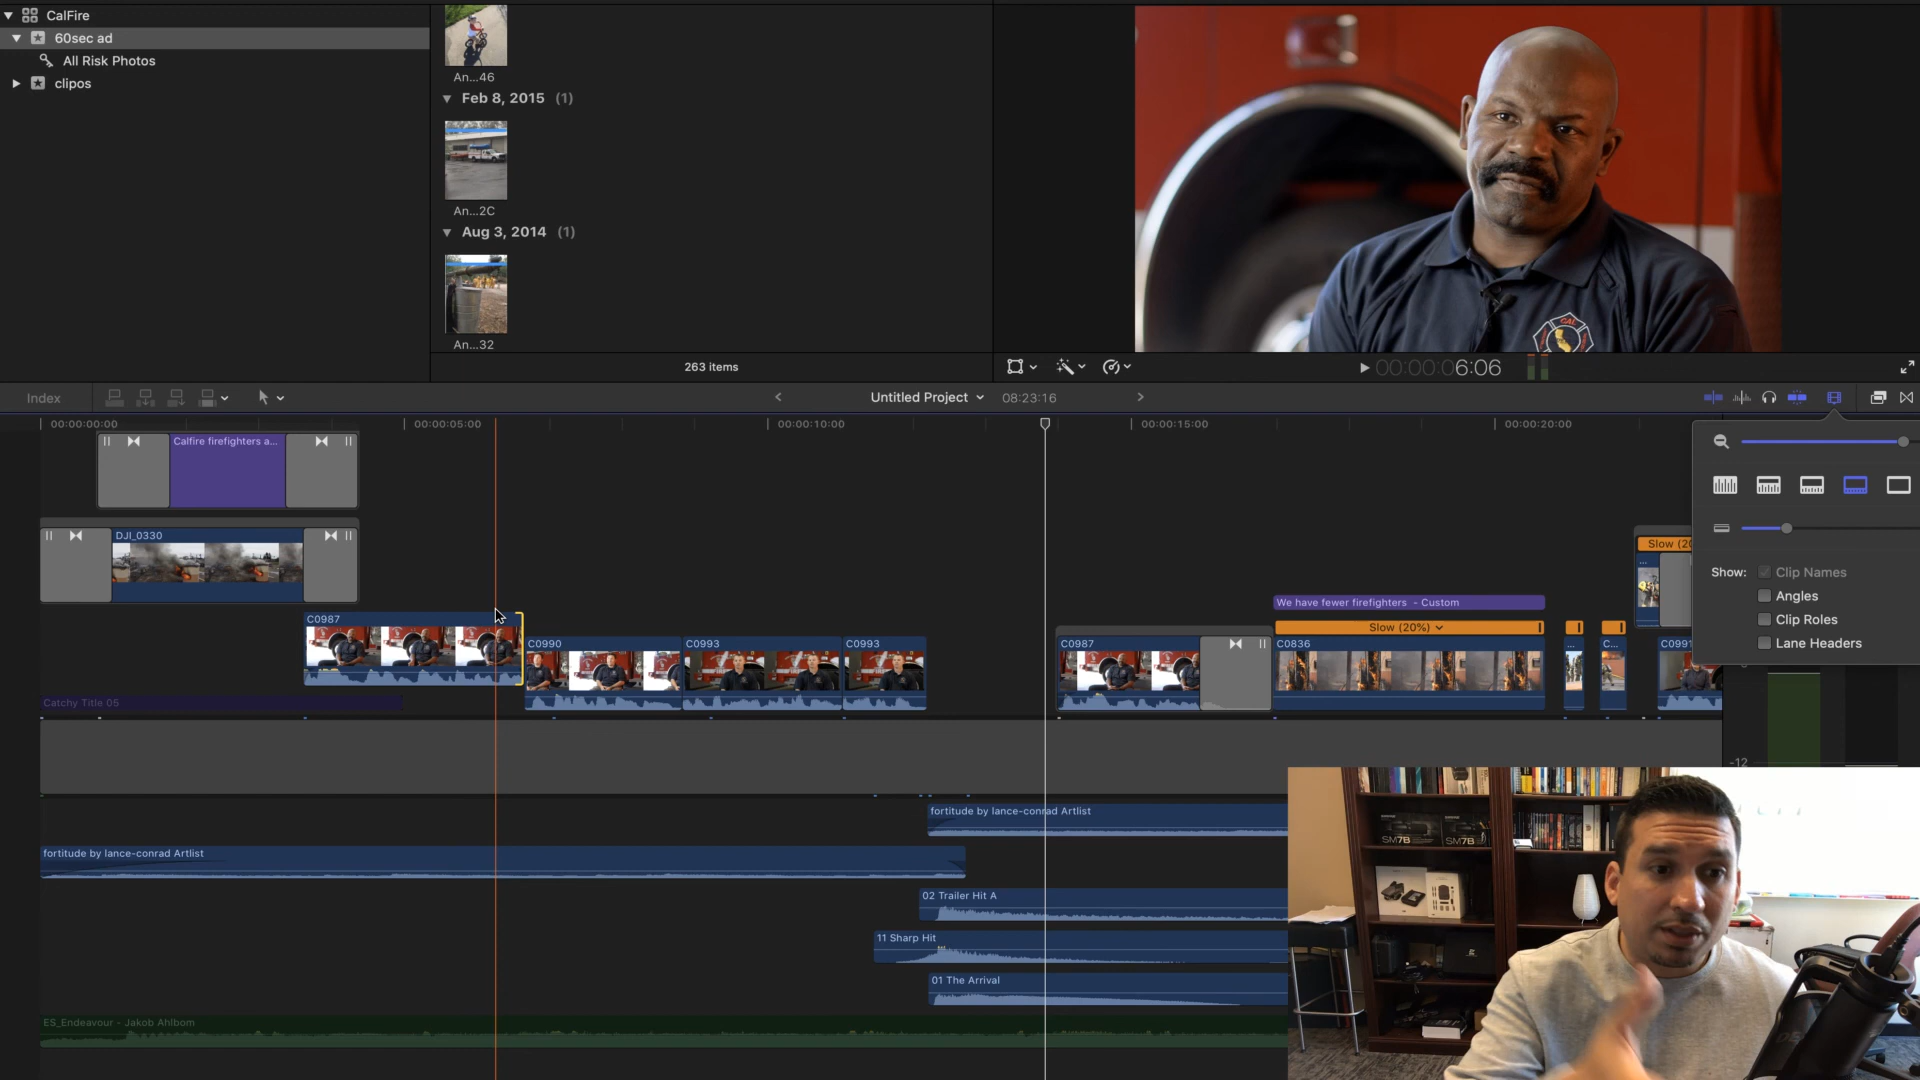 CalFire
60sec ad
All Risk Photos
clipos
An...46
Feb 8, 2015 (1)
An...2C
Aug 3, 2014 (1)
An...32
263 items
CAL
00:00:06:06
Index
Untitled Project
08:23:16
00:00:00:00
00:00:05:00
00:00:10:00
00:00:15:00
00:00:20:00
Calfire firefighters a...
DJI_0330
Slow (20
...
Show:
Clip Names
Angles
Clip Roles
Lane Headers
We have fewer firefighters - Custom
Slow (20%)
C0987
C0990
C0993
C0993
C0987
C0836
...
C...
C0991
Catchy Title 05
-12
fortitude by lance-conrad Artlist
fortitude by lance-conrad Artlist
02 Trailer Hit A
11 Sharp Hit
01 The Arrival
ES_Endeavour - Jakob Ahlbom
SM7B
SM7B